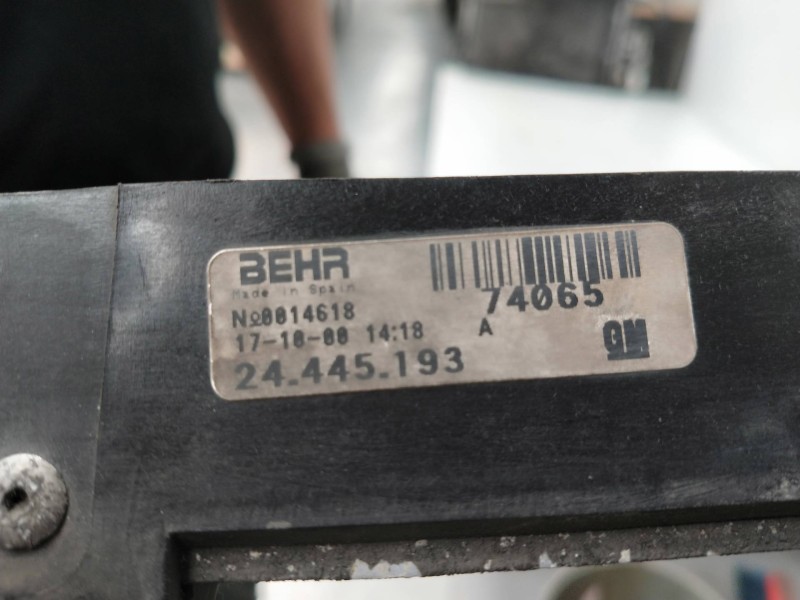 BEHR
Made in Spain
74065
№0014618
A
17-10-00 14:18
GM
24.445.193